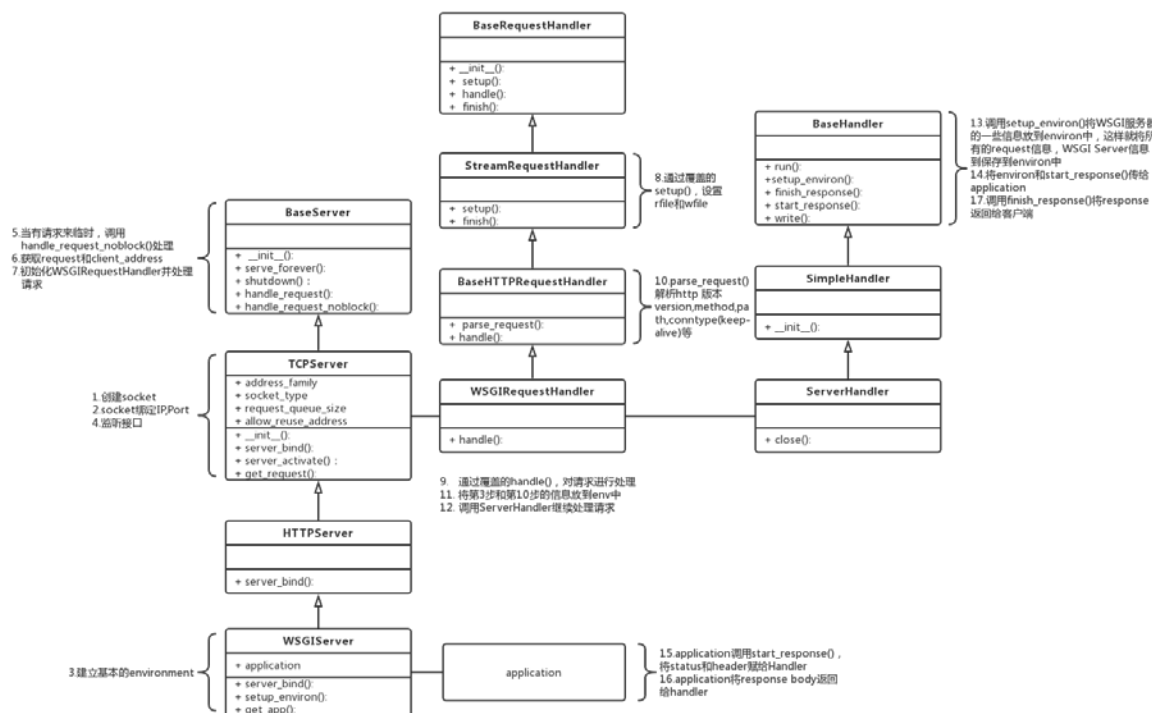 BaseRequestHandler
+ __init__():
+ setup():
+ handle():
+ finish():
StreamRequestHandler
+ setup():
+ finish():
8.通过覆盖的
setup()，设置
rfile和wfile
BaseHandler
+ run():
+setup_environ():
+ finish_response():
+ start_response():
+ write():
13.调用setup_environ()将WSGI服务器
的一些信息放到environ中，这样就将所
有的request信息，WSGI Server信息
到保存到environ中
14.将environ和start_response()传给
application
17.调用finish_response()将response
返回给客户端
5.当有请求来临时，调用
handle_request_noblock()处理
6.获取request和client_address
7.初始化WSGIRequestHandler并处理
请求
BaseServer
+ __init__():
+ serve_forever():
+ shutdown()：
+ handle_request():
+ handle_request_noblock():
BaseHTTPRequestHandler
+ parse_request():
+ handle():
10.parse_request()
解析http 版本
version,method,pa
th,conntype(keep-
alive)等
SimpleHandler
+ __init__():
1.创建socket
2.socket绑定IP,Port
4.监听接口
TCPServer
+ address_family
+ socket_type
+ request_queue_size
+ allow_reuse_address
+ __init__():
+ server_bind():
+ server_activate()：
+ get_request():
WSGIRequestHandler
+ handle():
ServerHandler
+ close():
9. 通过覆盖的handle()，对请求进行处理
11. 将第3步和第10步的信息放到env中
12. 调用ServerHandler继续处理请求
HTTPServer
+ server_bind():
3.建立基本的environment
WSGIServer
+ application
+ server_bind():
+ setup_environ():
+ get_app():
application
15.application调用start_response()，
将status和header赋给Handler
16.application将response body返回
给handler